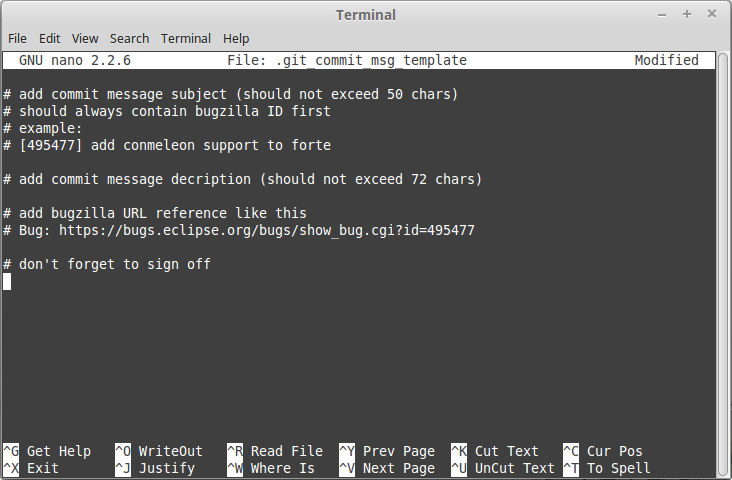 Terminal
File Edit View Search Terminal Help
GNU nano 2.2.6 File: .git_commit_msg_template Modified
# add commit message subject (should not exceed 50 chars)
# should always contain bugzilla ID first
# example:
# [495477] add conmeleon support to forte
# add commit message decription (should not exceed 72 chars)
# add bugzilla URL reference like this
# Bug: https://bugs.eclipse.org/bugs/show_bug.cgi?id=495477
# don't forget to sign off
^G Get Help ^O WriteOut ^R Read File ^Y Prev Page ^K Cut Text ^C Cur Pos
^X Exit ^J Justify ^W Where Is ^V Next Page ^U UnCut Text ^T To Spell